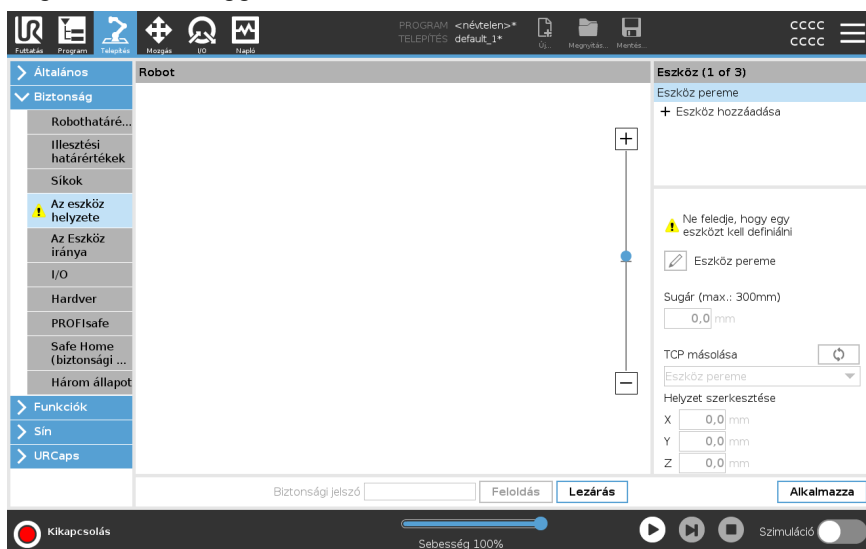 PROGRAM <névtelen>*
TELEPÍTÉS default_1*
Futtatás
Program
Telepítés
Mozgás
I/O
Napló
Új...
Megnyitás...
Mentés...
CCCC
CCCC
Általános
Biztonság
Robothatáré...
Illesztési
határértékek
Síkok
Az eszköz
helyzete
Az Eszköz
iránya
I/O
Hardver
PROFIsafe
Safe Home
(biztonsági ...
Három állapot
Funkciók
Sín
URCaps
Robot
Eszköz (1 of 3)
Eszköz pereme
+ Eszköz hozzáadása
Ne feledje, hogy egy
eszközt kell definiálni
Eszköz pereme
Sugár (max.: 300mm)
0,0 mm
TCP másolása
Eszköz pereme
Helyzet szerkesztése
X 0,0 mm
Y 0,0 mm
Z 0,0 mm
Biztonsági jelszó
Feloldás
Lezárás
Alkalmazza
Kikapcsolás
Sebesség 100%
Szimuláció